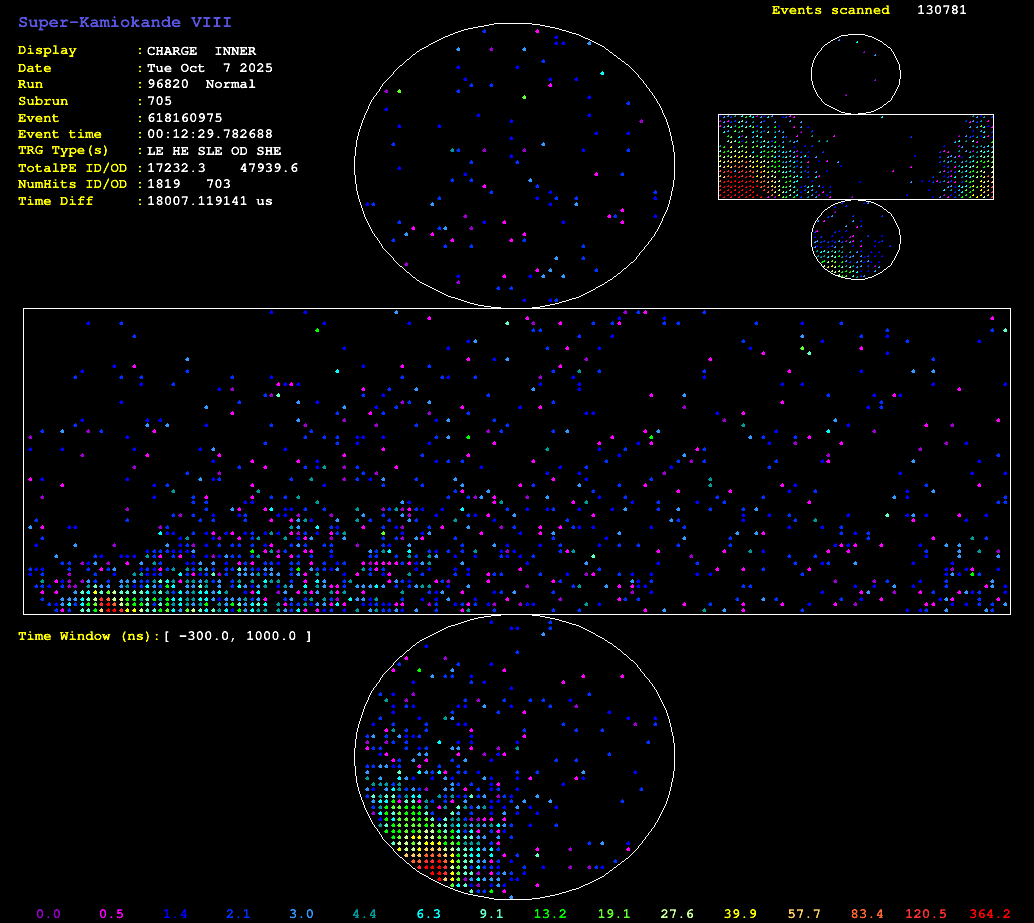 Super-Kamiokande VIII
Events scanned 130781
Display : CHARGE INNER
Date : Tue Oct 7 2025
Run : 96820 Normal
Subrun : 705
Event : 618160975
Event time : 00:12:29.782688
TRG Type(s) : LE HE SLE OD SHE
TotalPE ID/OD : 17232.3 47939.6
NumHits ID/OD : 1819 703
Time Diff : 18007.119141 us
Time Window (ns):[ -300.0, 1000.0 ]
0.0 0.5 1.4 2.1 3.0 4.4 6.3 9.1 13.2 19.1 27.6 39.9 57.7 83.4 120.5 364.2